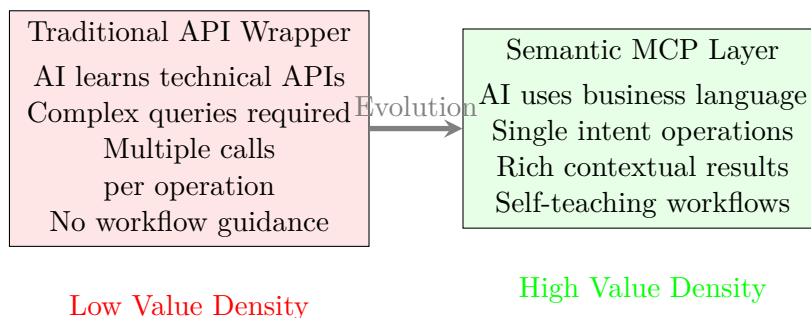 Traditional API Wrapper
AI learns technical APIs
Complex queries required
Multiple calls
per operation
No workflow guidance
Evolution
Semantic MCP Layer
AI uses business language
Single intent operations
Rich contextual results
Self-teaching workflows
Low Value Density
High Value Density